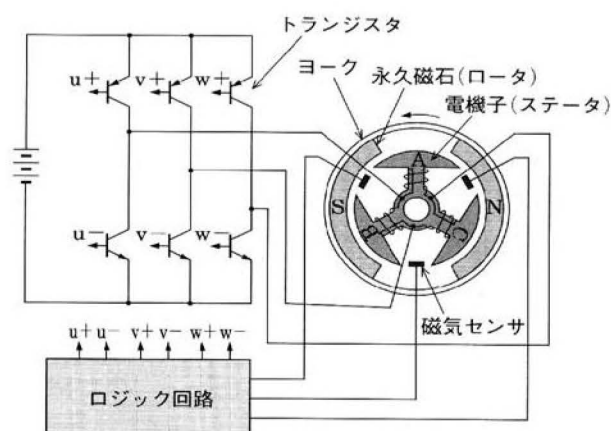 トランジスタ
ヨーク
永久磁石(ロータ)
電機子(ステータ)
u+
v+
w+
A
S
N
B
C
u−
v−
w−
磁気センサ
u+ u− v+ v− w+ w−
ロジック回路